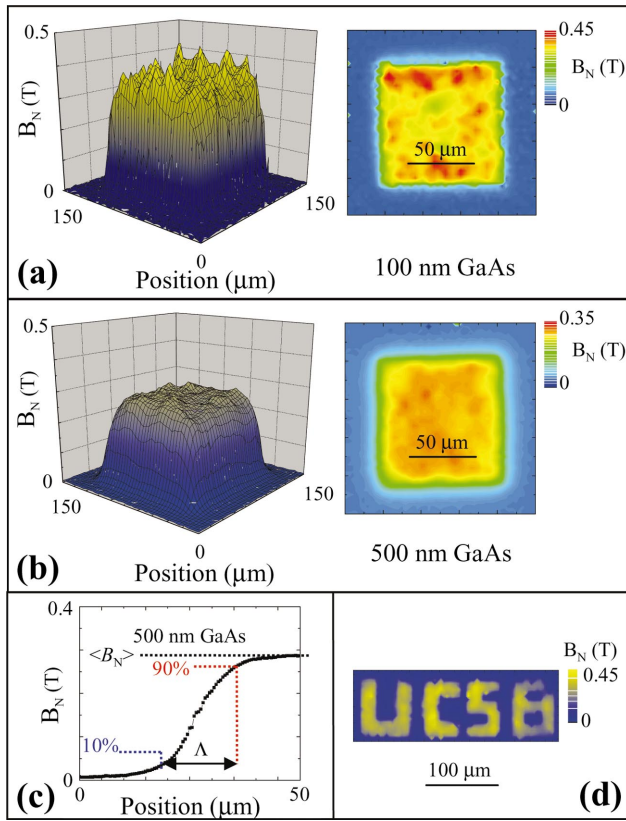 0.5
B_N (T)
0
150
0
150
Position (μm)
(a)
0.45
B_N (T)
0
50 μm
100 nm GaAs
0.5
B_N (T)
0
150
0
150
Position (μm)
(b)
0.35
B_N (T)
0
50 μm
500 nm GaAs
0.4
500 nm GaAs
<B_N>
90%
B_N (T)
10%
Λ
0
0
50
Position (μm)
(c)
B_N (T)
0.45
0
UCSB
100 μm
(d)